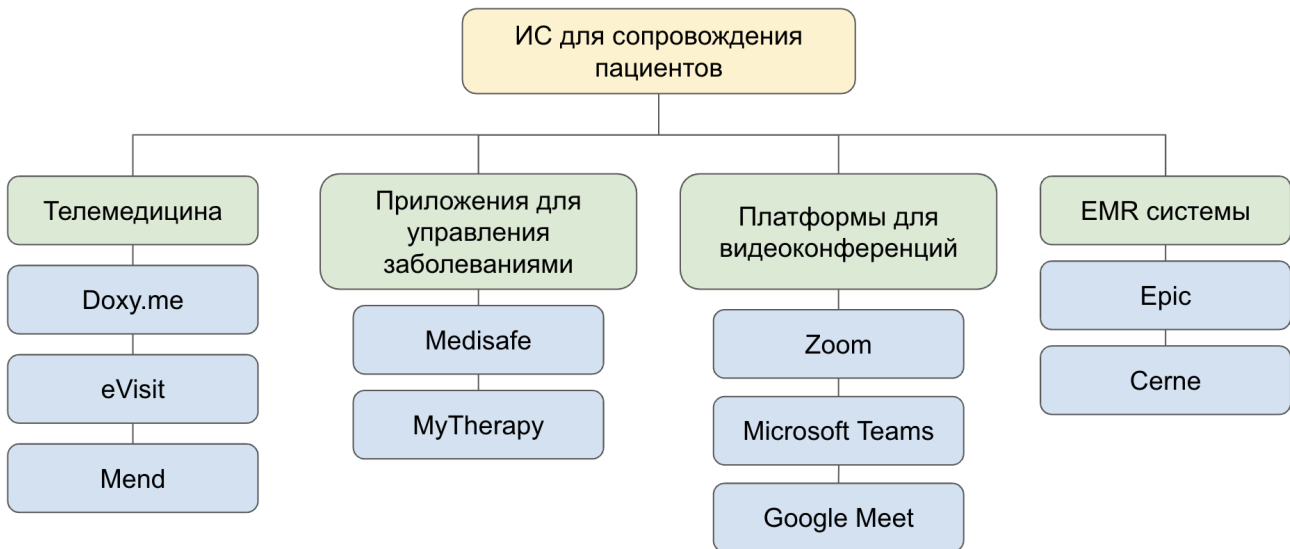 ИС для сопровождения
пациентов
Телемедицина
Doxy.me
eVisit
Mend
Приложения для
управления
заболеваниями
Medisafe
MyTherapy
Платформы для
видеоконференций
Zoom
Microsoft Teams
Google Meet
EMR системы
Epic
Cerne